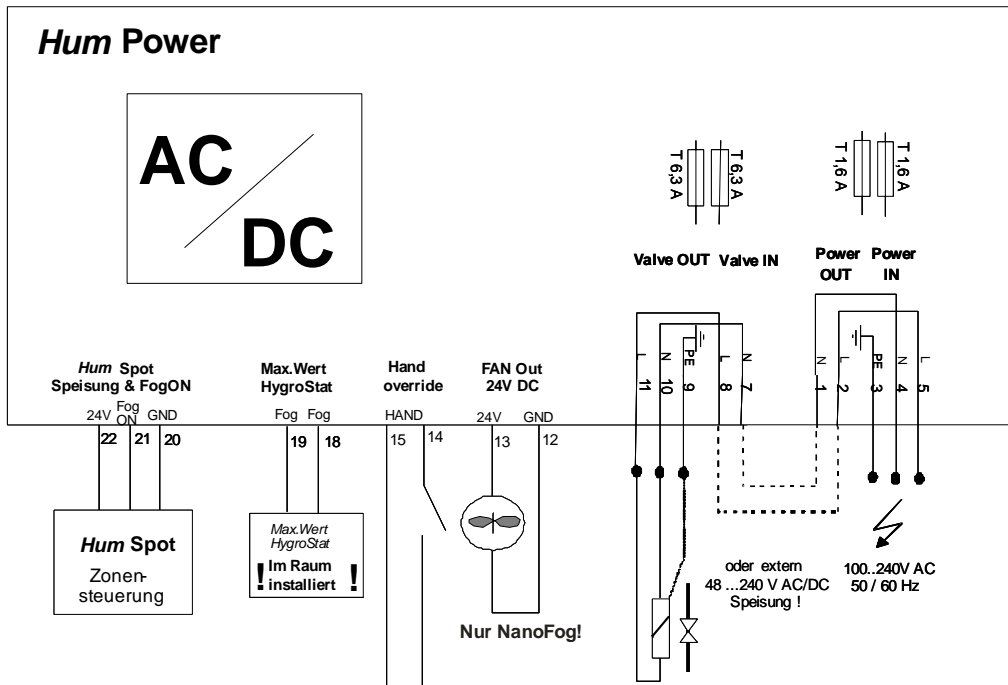 Hum Power
AC
DC
T 6,3 A
T 6,3 A
T 1,6 A
T 1,6 A
Valve OUT Valve IN
Power OUT
Power IN
L
N
PE
L
N
11
10
9
8
7
N
L
PE
N
L
1
2
3
4
5
Hum Spot
Speisung & FogON
24V
Fog ON
GND
22
21
20
Max.Wert
HygroStat
Fog Fog
19
18
Hand
override
HAND
15
14
FAN Out
24V DC
24V
GND
13
12
Hum Spot
Zonen-
steuerung
Max.Wert
HygroStat
! Im Raum !
installiert
Nur NanoFog!
oder extern
48 ...240 V AC/DC
Speisung !
100..240V AC
50 / 60 Hz